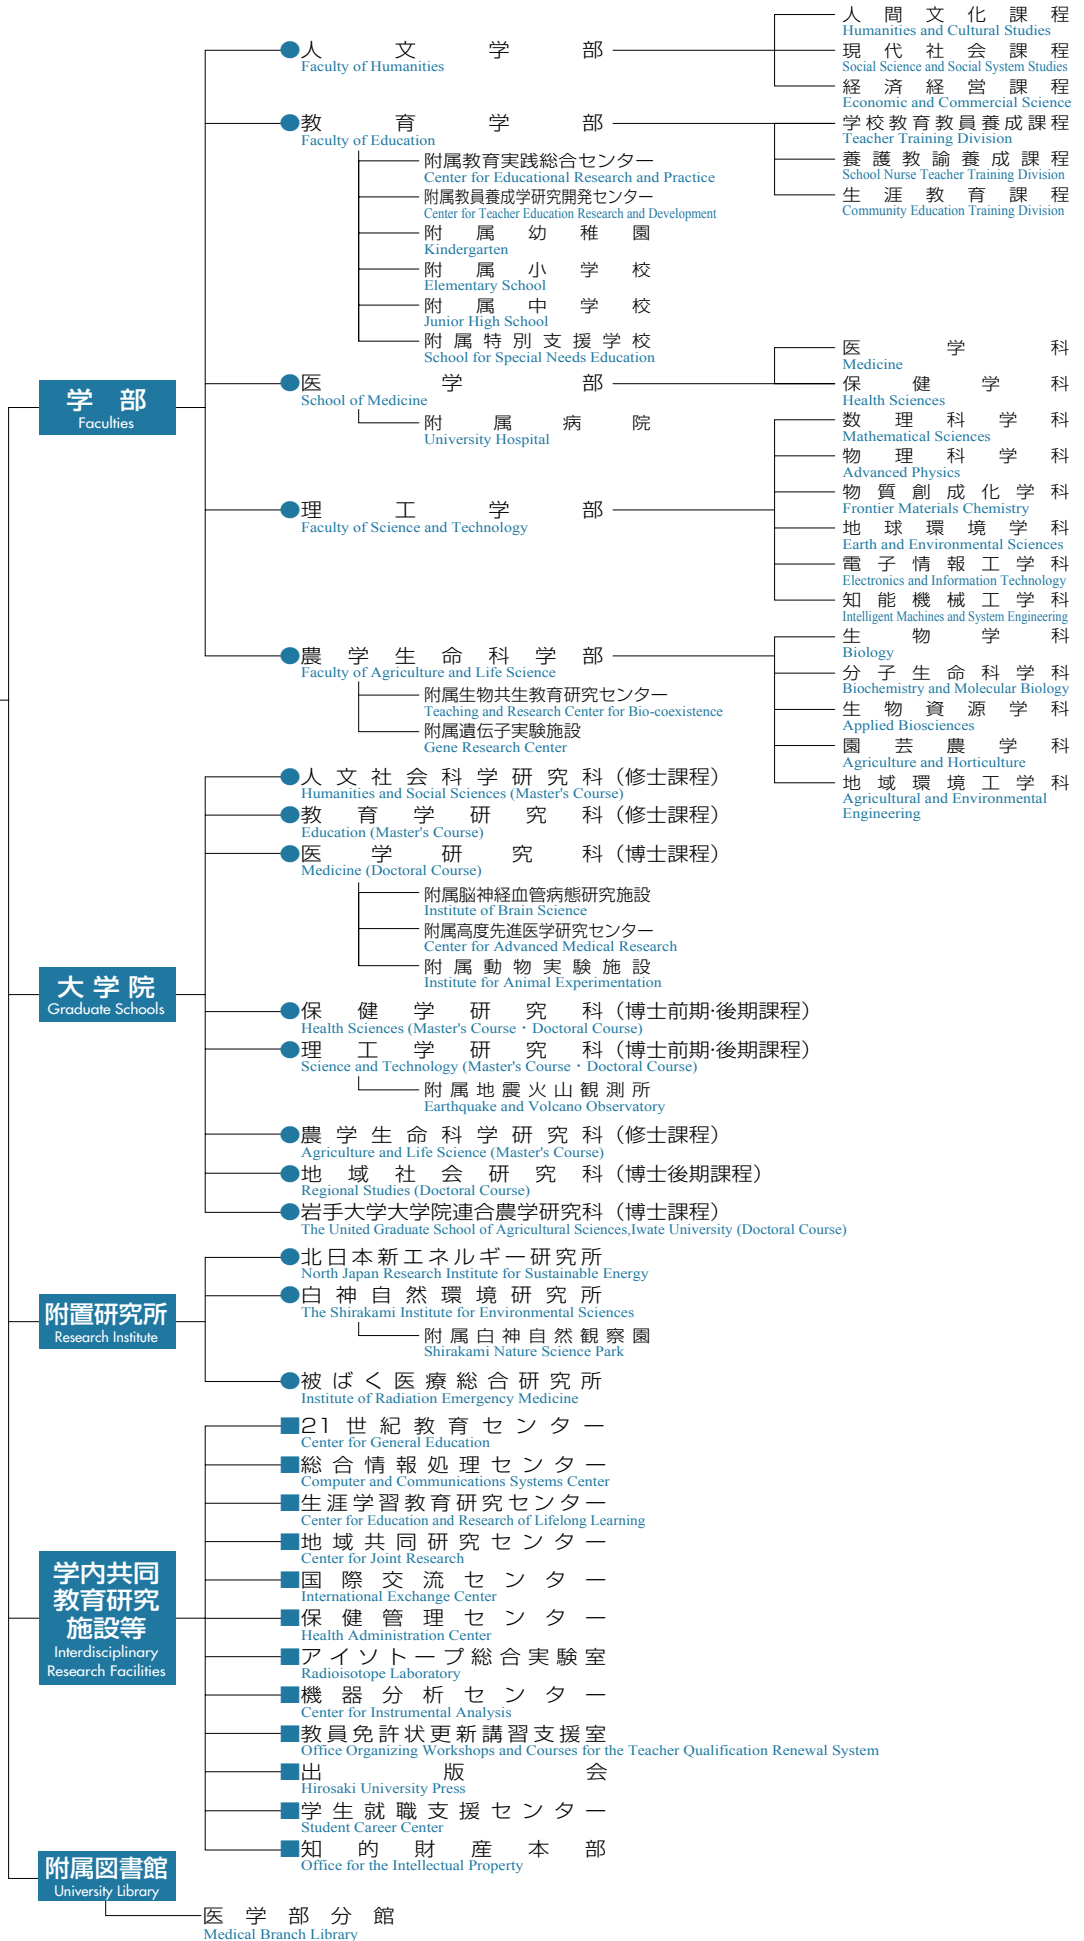 学部
Faculties
人文学部
Faculty of Humanities
人間文化課程
Humanities and Cultural Studies
現代社会課程
Social Science and Social System Studies
経済経営課程
Economic and Commercial Science
教育学部
Faculty of Education
学校教育教員養成課程
Teacher Training Division
養護教諭養成課程
School Nurse Teacher Training Division
生涯教育課程
Community Education Training Division
附属教育実践総合センター
Center for Educational Research and Practice
附属教員養成学研究開発センター
Center for Teacher Education Research and Development
附属幼稚園
Kindergarten
附属小学校
Elementary School
附属中学校
Junior High School
附属特別支援学校
School for Special Needs Education
医学部
School of Medicine
医学科
Medicine
保健学科
Health Sciences
附属病院
University Hospital
理工学部
Faculty of Science and Technology
数理科学科
Mathematical Sciences
物理科学科
Advanced Physics
物質創成化学科
Frontier Materials Chemistry
地球環境学科
Earth and Environmental Sciences
電子情報工学科
Electronics and Information Technology
知能機械工学科
Intelligent Machines and System Engineering
農学生命科学部
Faculty of Agriculture and Life Science
生物学科
Biology
分子生命科学科
Biochemistry and Molecular Biology
生物資源学科
Applied Biosciences
園芸農学科
Agriculture and Horticulture
地域環境工学科
Agricultural and Environmental
Engineering
附属生物共生教育研究センター
Teaching and Research Center for Bio-coexistence
附属遺伝子実験施設
Gene Research Center
大学院
Graduate Schools
人文社会科学研究科（修士課程）
Humanities and Social Sciences (Master's Course)
教育学研究科（修士課程）
Education (Master's Course)
医学研究科（博士課程）
Medicine (Doctoral Course)
附属脳神経血管病態研究施設
Institute of Brain Science
附属高度先進医学研究センター
Center for Advanced Medical Research
附属動物実験施設
Institute for Animal Experimentation
保健学研究科（博士前期·後期課程）
Health Sciences (Master's Course・Doctoral Course)
理工学研究科（博士前期·後期課程）
Science and Technology (Master's Course・Doctoral Course)
附属地震火山観測所
Earthquake and Volcano Observatory
農学生命科学研究科（修士課程）
Agriculture and Life Science (Master's Course)
地域社会研究科（博士後期課程）
Regional Studies (Doctoral Course)
岩手大学大学院連合農学研究科（博士課程）
The United Graduate School of Agricultural Sciences,Iwate University (Doctoral Course)
附置研究所
Research Institute
北日本新エネルギー研究所
North Japan Research Institute for Sustainable Energy
白神自然環境研究所
The Shirakami Institute for Environmental Sciences
附属白神自然観察園
Shirakami Nature Science Park
被ばく医療総合研究所
Institute of Radiation Emergency Medicine
学内共同
教育研究
施設等
Interdisciplinary
Research Facilities
21世紀教育センター
Center for General Education
総合情報処理センター
Computer and Communications Systems Center
生涯学習教育研究センター
Center for Education and Research of Lifelong Learning
地域共同研究センター
Center for Joint Research
国際交流センター
International Exchange Center
保健管理センター
Health Administration Center
アイソトープ総合実験室
Radioisotope Laboratory
機器分析センター
Center for Instrumental Analysis
教員免許状更新講習支援室
Office Organizing Workshops and Courses for the Teacher Qualification Renewal System
出版会
Hirosaki University Press
学生就職支援センター
Student Career Center
知的財産本部
Office for the Intellectual Property
附属図書館
University Library
医学部分館
Medical Branch Library